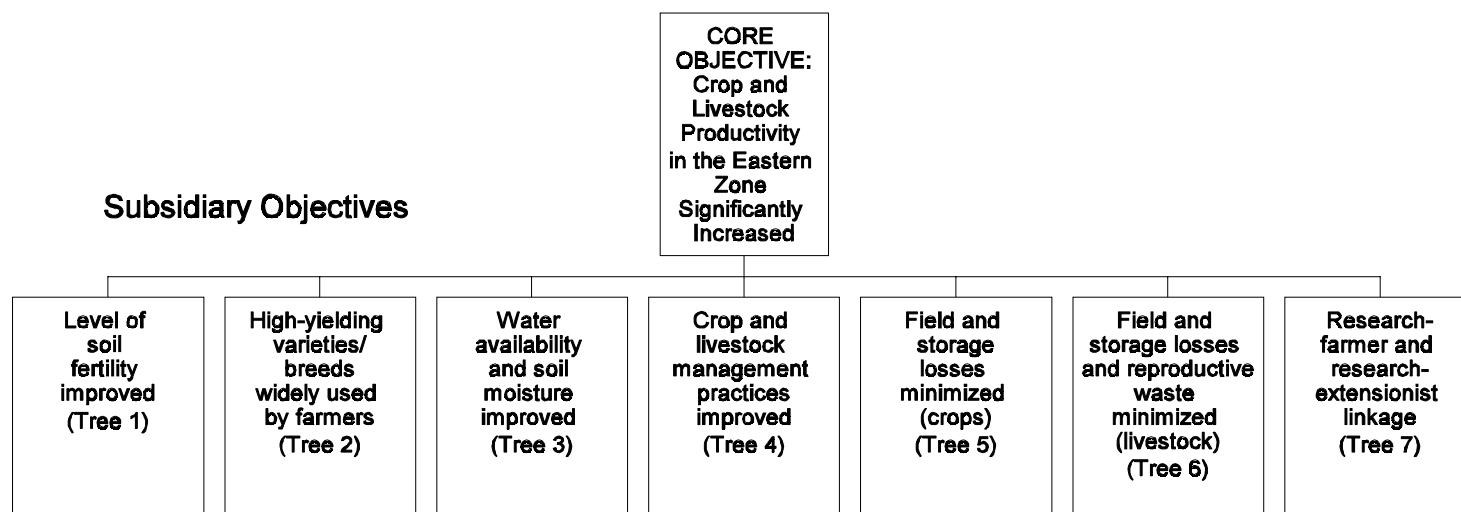 CORE
OBJECTIVE:
Crop and
Livestock
Productivity
in the Eastern
Zone
Significantly
Increased
Subsidiary Objectives
Level of
soil
fertility
improved
(Tree 1)
High-yielding
varieties/
breeds
widely used
by farmers
(Tree 2)
Water
availability
and soil
moisture
improved
(Tree 3)
Crop and
livestock
management
practices
improved
(Tree 4)
Field and
storage
losses
minimized
(crops)
(Tree 5)
Field and
storage losses
and reproductive
waste
minimized
(livestock)
(Tree 6)
Research-
farmer and
research-
extensionist
linkage
(Tree 7)